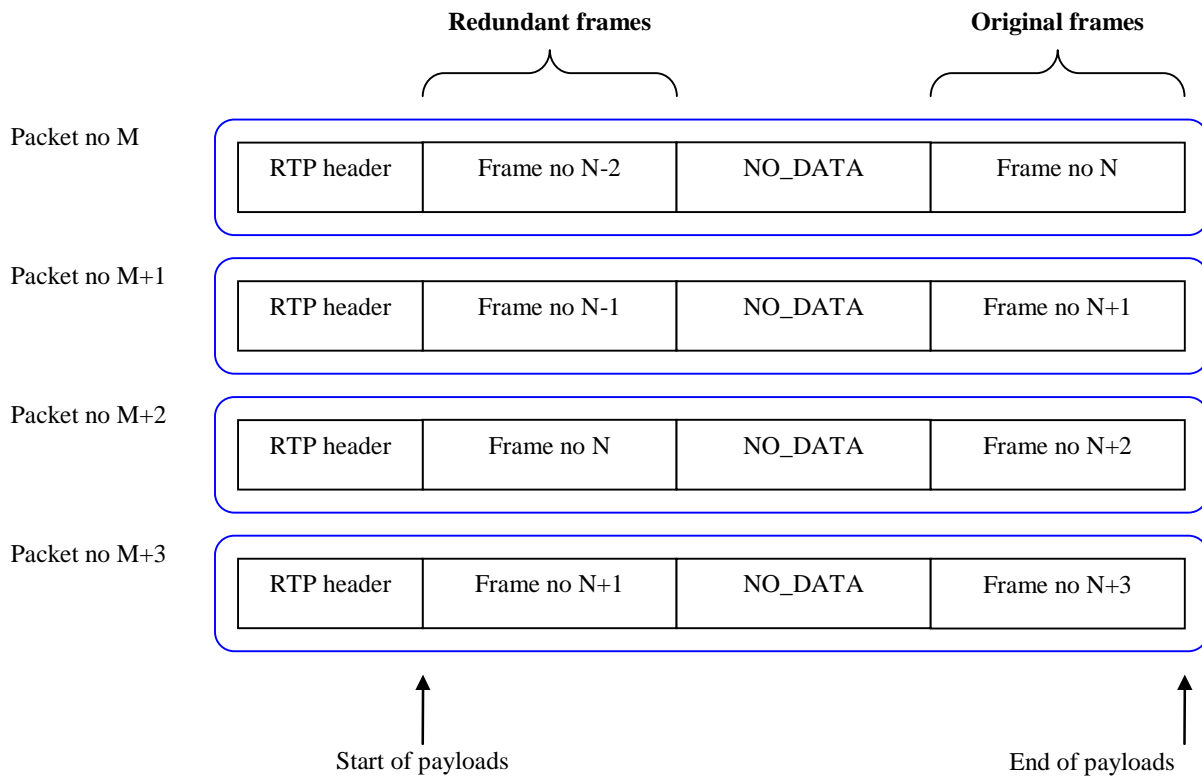 Redundant frames Original frames
Packet no M
RTP header Frame no N-2 NO_DATA Frame no N
Packet no M+1
RTP header Frame no N-1 NO_DATA Frame no N+1
Packet no M+2
RTP header Frame no N NO_DATA Frame no N+2
Packet no M+3
RTP header Frame no N+1 NO_DATA Frame no N+3
Start of payloads End of payloads